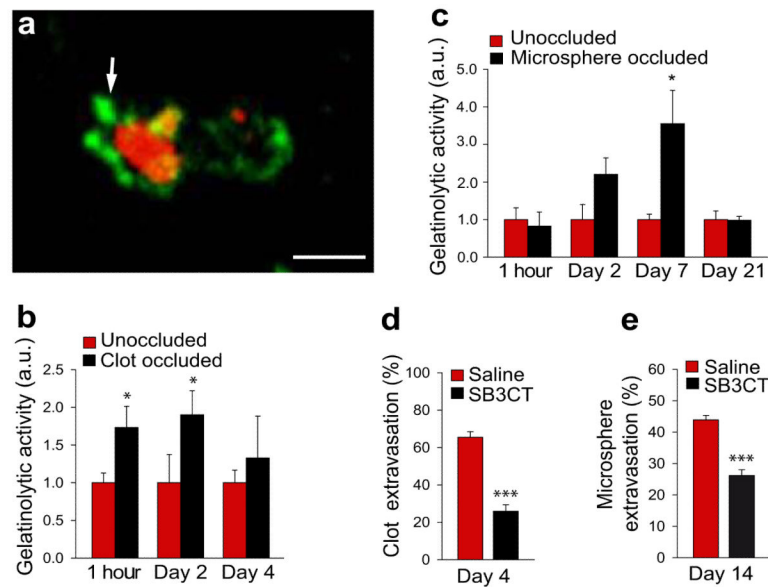 a
b
Unoccluded
Clot occluded
Gelatinolytic activity (a.u.)
2.5
2.0
1.5
1.0
0.5
0.0
*
*
1 hour Day 2 Day 4
c
Unoccluded
Microsphere occluded
Gelatinolytic activity (a.u.)
5.0
4.0
3.0
2.0
1.0
0.0
*
1 hour Day 2 Day 7 Day 21
d
Saline
SB3CT
Clot extravasation (%)
100
80
60
40
20
0
***
Day 4
e
Saline
SB3CT
Microsphere
extravasation (%)
60
50
40
30
20
10
0
***
Day 14